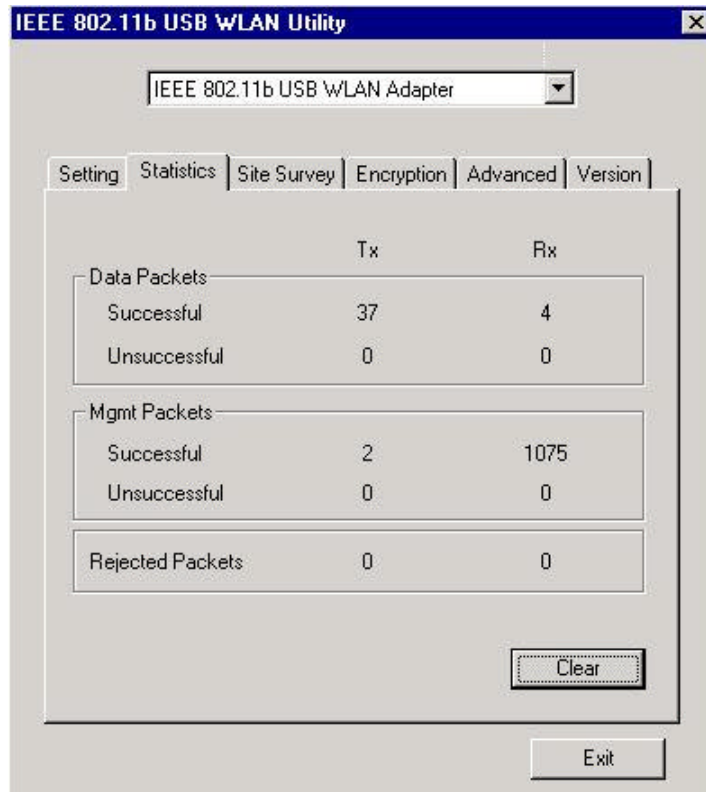 IEEE 802.11b USB WLAN Utility
IEEE 802.11b USB WLAN Adapter
Setting Statistics Site Survey Encryption Advanced Version
Tx Rx
Data Packets
Successful 37 4
Unsuccessful 0 0
Mgmt Packets
Successful 2 1075
Unsuccessful 0 0
Rejected Packets 0 0
Clear
Exit